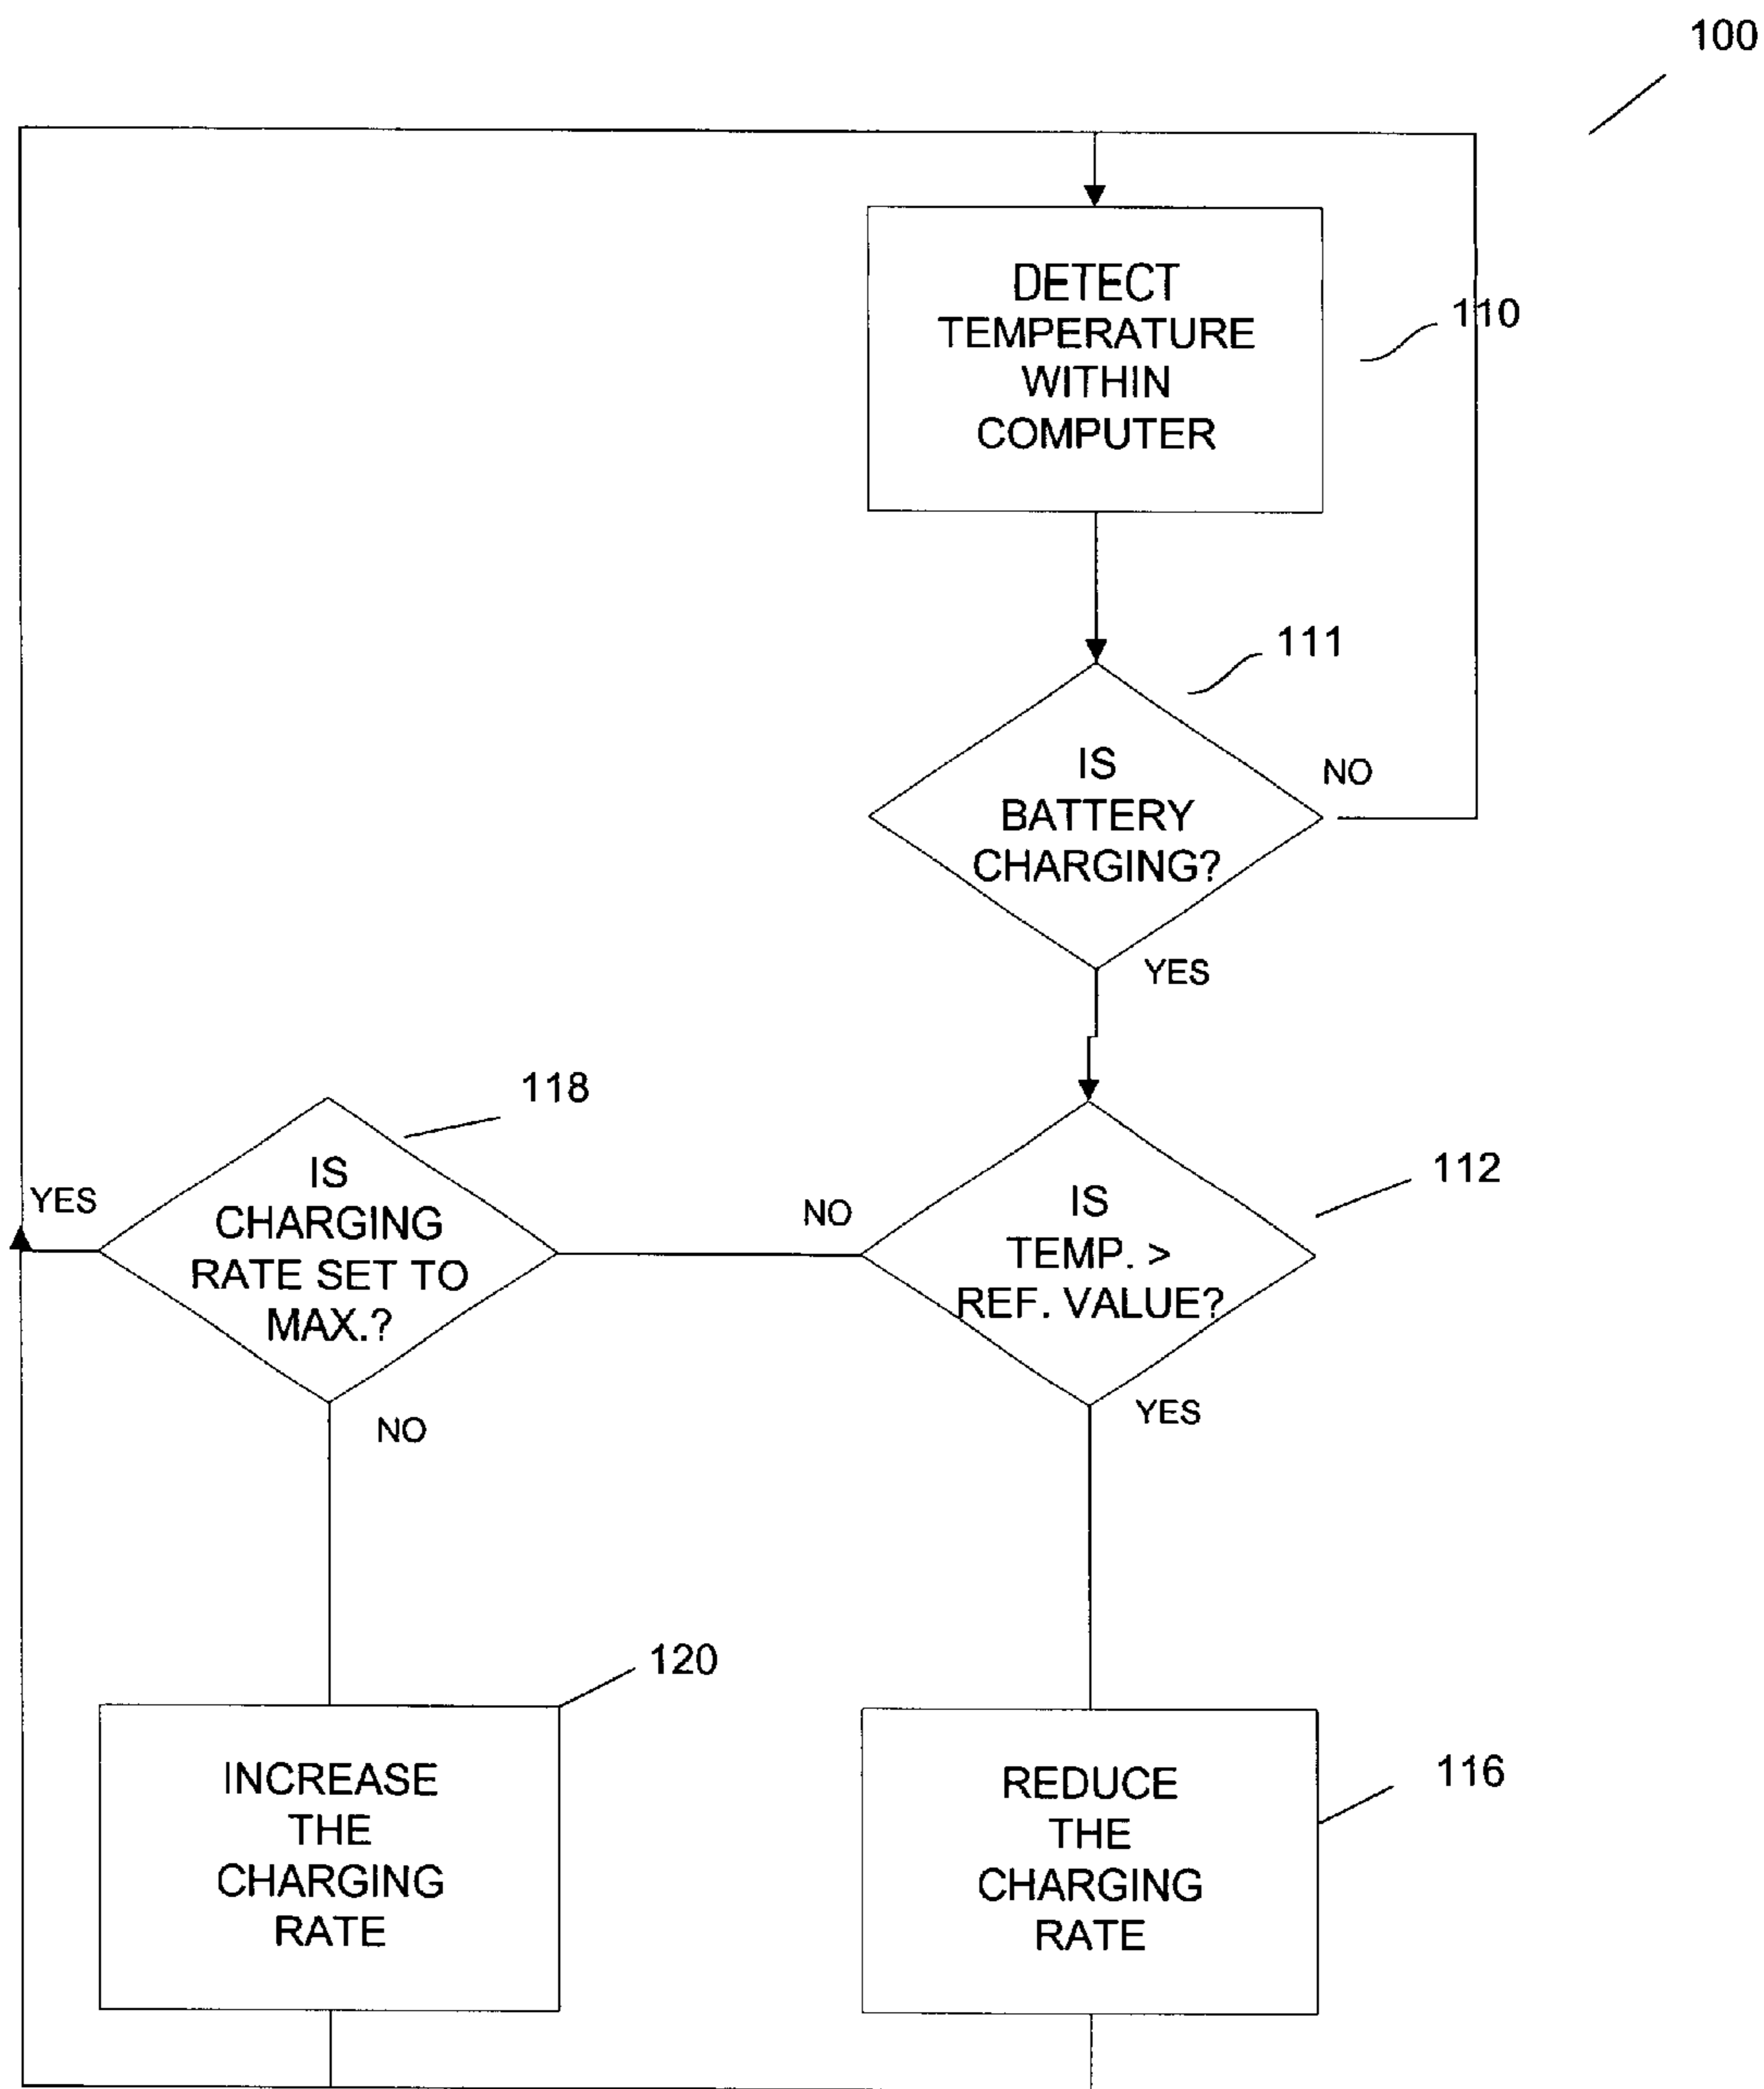 100
DETECT
TEMPERATURE
WITHIN
COMPUTER
110
111
IS
BATTERY
CHARGING?
NO
YES
118
IS
CHARGING
RATE SET TO
MAX.?
YES
NO
NO
112
IS
TEMP. >
REF. VALUE?
YES
120
INCREASE
THE
CHARGING
RATE
116
REDUCE
THE
CHARGING
RATE